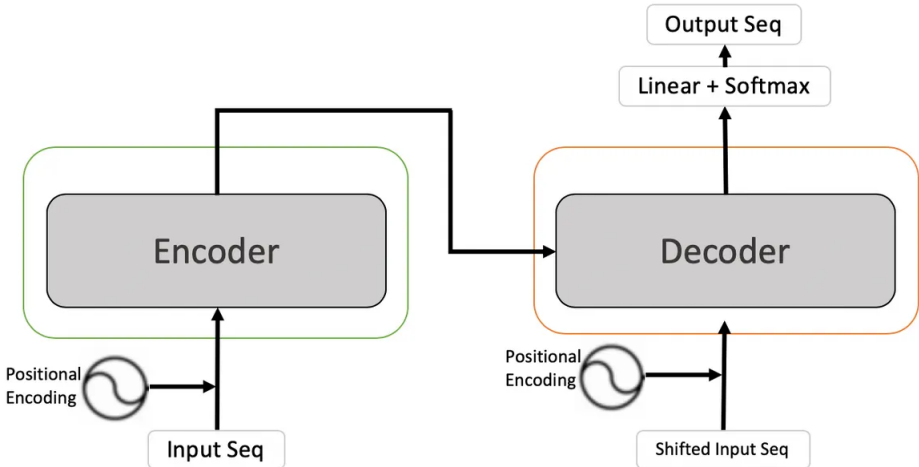 Output Seq
Linear + Softmax
Encoder
Decoder
Positional
Encoding
Positional
Encoding
Input Seq
Shifted Input Seq